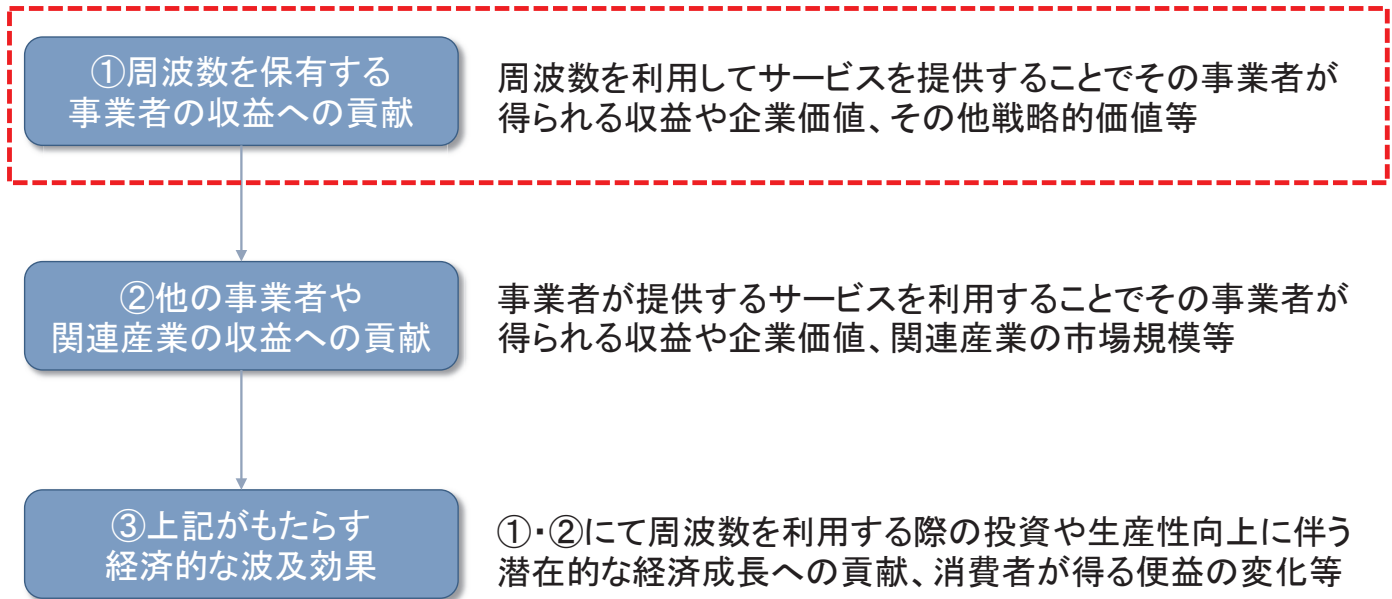 ①周波数を保有する
事業者の収益への貢献
周波数を利用してサービスを提供することでその事業者が
得られる収益や企業価値、その他戦略的価値等
②他の事業者や
関連産業の収益への貢献
事業者が提供するサービスを利用することでその事業者が
得られる収益や企業価値、関連産業の市場規模等
③上記がもたらす
経済的な波及効果
①・②にて周波数を利用する際の投資や生産性向上に伴う
潜在的な経済成長への貢献、消費者が得る便益の変化等